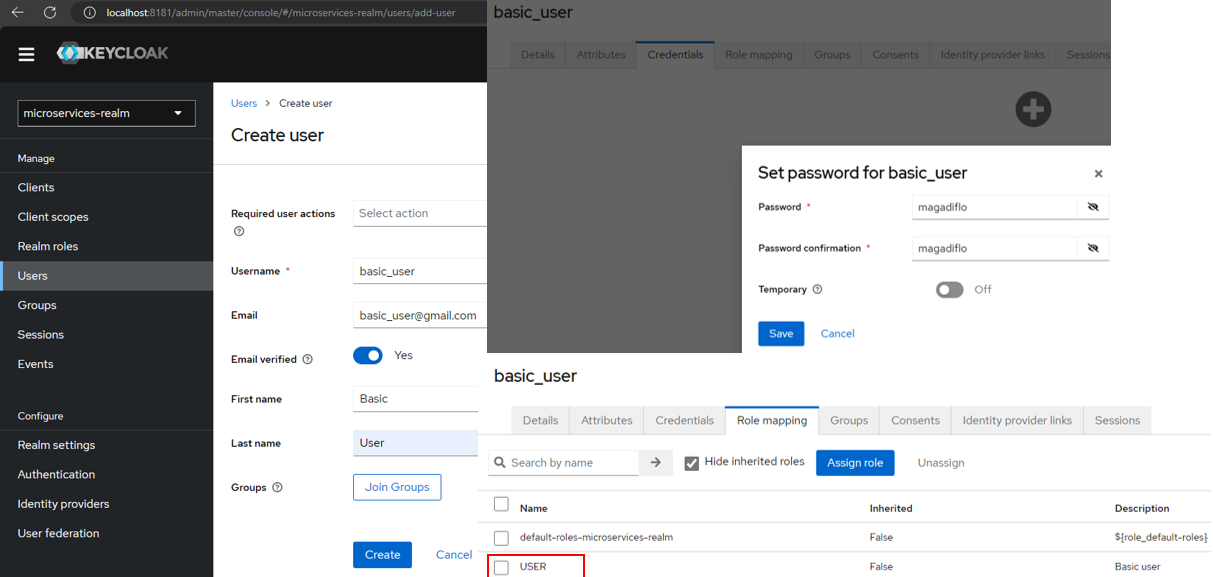 localhost:8181/admin/master/console/#/microservices-realm/users/add-user
KEYCLOAK
microservices-realm
Manage
Clients
Client scopes
Realm roles
Users
Groups
Sessions
Events
Configure
Realm settings
Authentication
Identity providers
User federation
Users > Create user
Create user
Required user actions
Select action
Username *
basic_user
Email
basic_user@gmail.com
Email verified
Yes
First name
Basic
Last name
User
Groups
Join Groups
Create Cancel
basic_user
Details Attributes Credentials Role mapping Groups Consents Identity provider links Sessions
Set password for basic_user
Password *
magadiflo
Password confirmation *
magadiflo
Temporary
Off
Save Cancel
basic_user
Details Attributes Credentials Role mapping Groups Consents Identity provider links Sessions
Search by name Hide inherited roles Assign role Unassign
Name Inherited Description
default-roles-microservices-realm False ${role_default-roles}
USER False Basic user